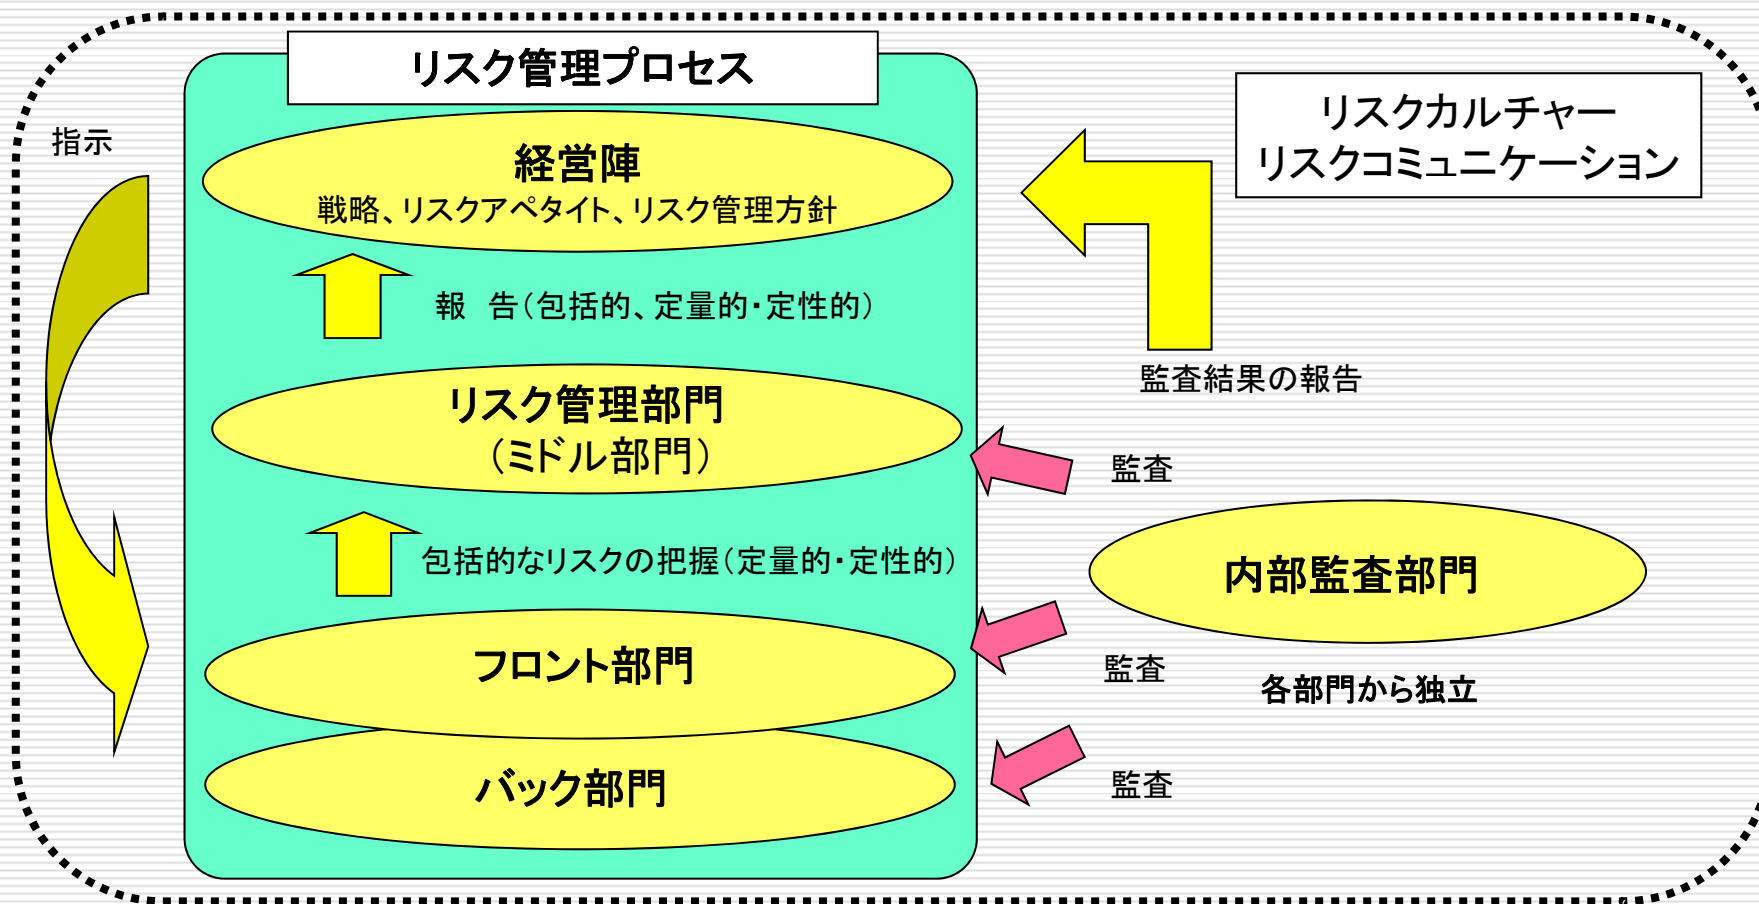 リスク管理プロセス
リスクカルチャー
リスクコミュニケーション
指示
経営陣
戦略、リスクアペタイト、リスク管理方針
報　告（包括的、定量的・定性的）
監査結果の報告
リスク管理部門
（ミドル部門）
監査
包括的なリスクの把握（定量的・定性的）
内部監査部門
フロント部門
監査
各部門から独立
バック部門
監査